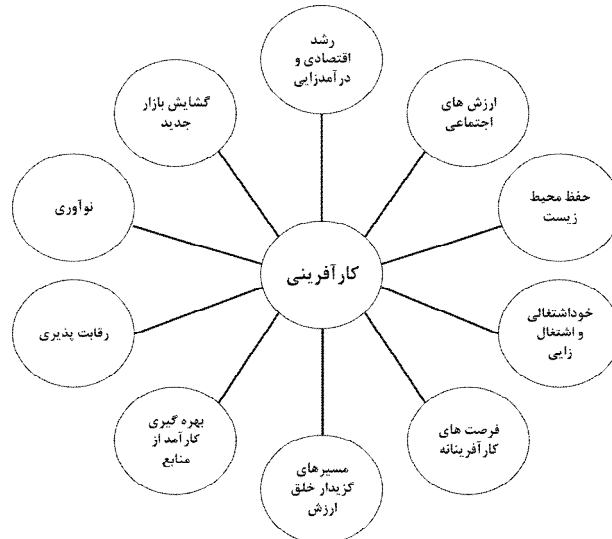 رشد
اقتصادی و
درآمدزایی
ارزش های
اجتماعی
حفظ محیط
زیست
خوداشتغالی
و اشتغال
زایی
فرصت های
کارآفرینانه
مسیرهای
گزیدار خلق
ارزش
بهره گیری
کارآمد از
منابع
رقابت پذیری
نوآوری
گشایش بازار
جدید
کارآفرینی